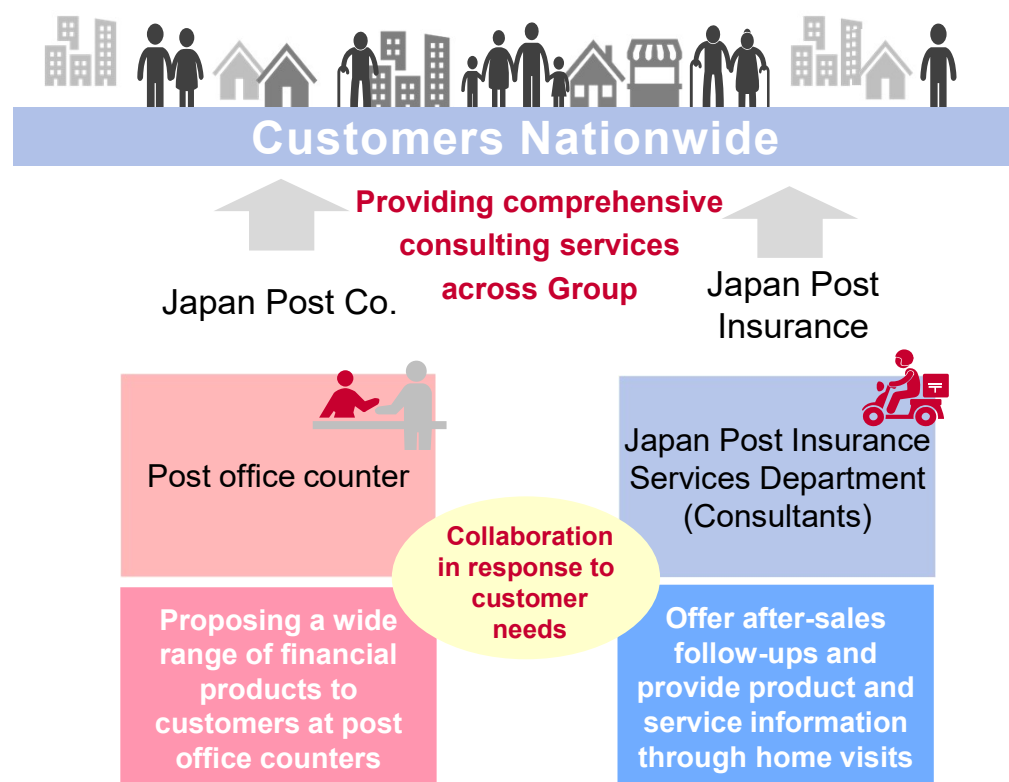 Customers Nationwide
Providing comprehensive
consulting services
across Group
Japan Post Co.
Japan Post
Insurance
Post office counter
〒
Japan Post Insurance
Services Department
(Consultants)
Collaboration
in response to
customer
needs
Proposing a wide
range of financial
products to
customers at post
office counters
Offer after-sales
follow-ups and
provide product and
service information
through home visits